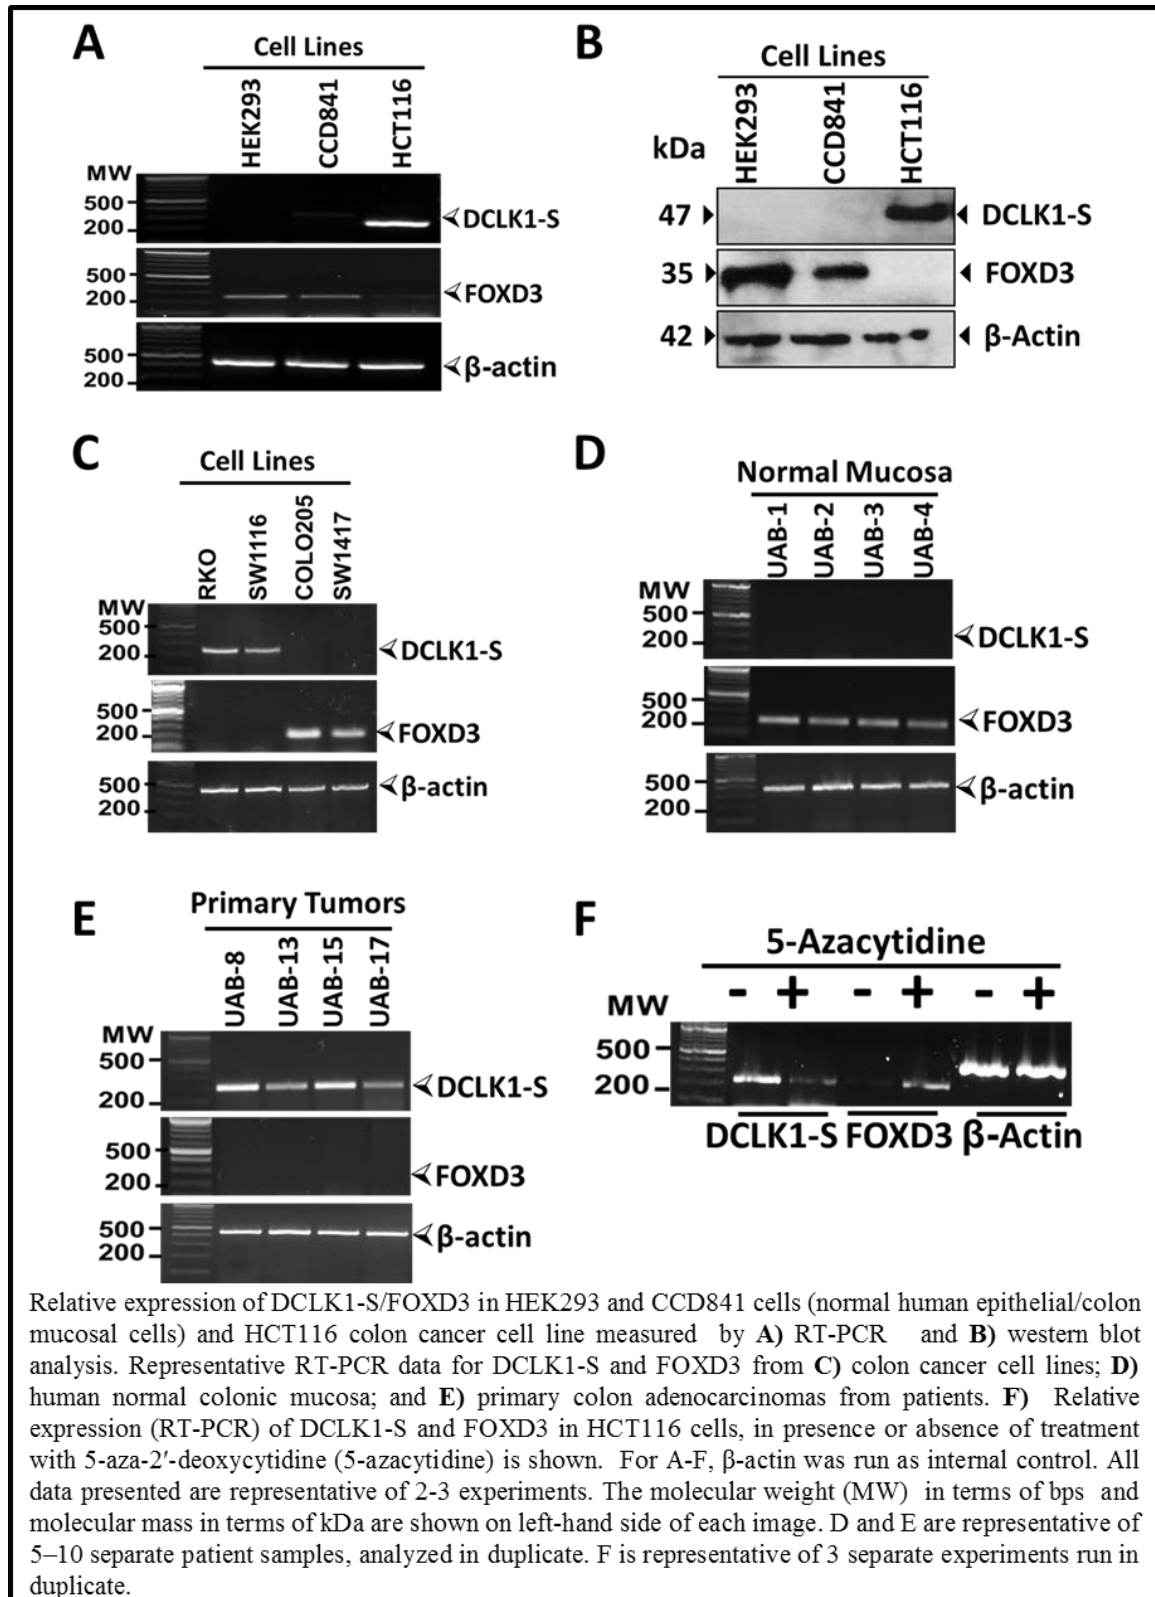 A
Cell Lines
HEK293
CCD841
HCT116
MW
500
200
DCLK1-S
500
200
FOXD3
500
200
β-actin
B
Cell Lines
kDa
HEK293
CCD841
HCT116
47
DCLK1-S
35
FOXD3
42
β-Actin
C
Cell Lines
RKO
SW1116
COLO205
SW1417
MW
500
200
DCLK1-S
500
200
FOXD3
500
200
β-actin
D
Normal Mucosa
UAB-1
UAB-2
UAB-3
UAB-4
MW
500
200
DCLK1-S
500
200
FOXD3
500
200
β-actin
E
Primary Tumors
UAB-8
UAB-13
UAB-15
UAB-17
MW
500
200
DCLK1-S
500
200
FOXD3
500
200
β-actin
F
5-Azacytidine
- + - + - +
MW
500
200
DCLK1-S FOXD3 β-Actin
Relative expression of DCLK1-S/FOXD3 in HEK293 and CCD841 cells (normal human epithelial/colon
mucosal cells) and HCT116 colon cancer cell line measured by A) RT-PCR and B) western blot
analysis. Representative RT-PCR data for DCLK1-S and FOXD3 from C) colon cancer cell lines; D)
human normal colonic mucosa; and E) primary colon adenocarcinomas from patients. F) Relative
expression (RT-PCR) of DCLK1-S and FOXD3 in HCT116 cells, in presence or absence of treatment
with 5-aza-2′-deoxycytidine (5-azacytidine) is shown. For A-F, β-actin was run as internal control. All
data presented are representative of 2-3 experiments. The molecular weight (MW) in terms of bps and
molecular mass in terms of kDa are shown on left-hand side of each image. D and E are representative of
5–10 separate patient samples, analyzed in duplicate. F is representative of 3 separate experiments run in
duplicate.